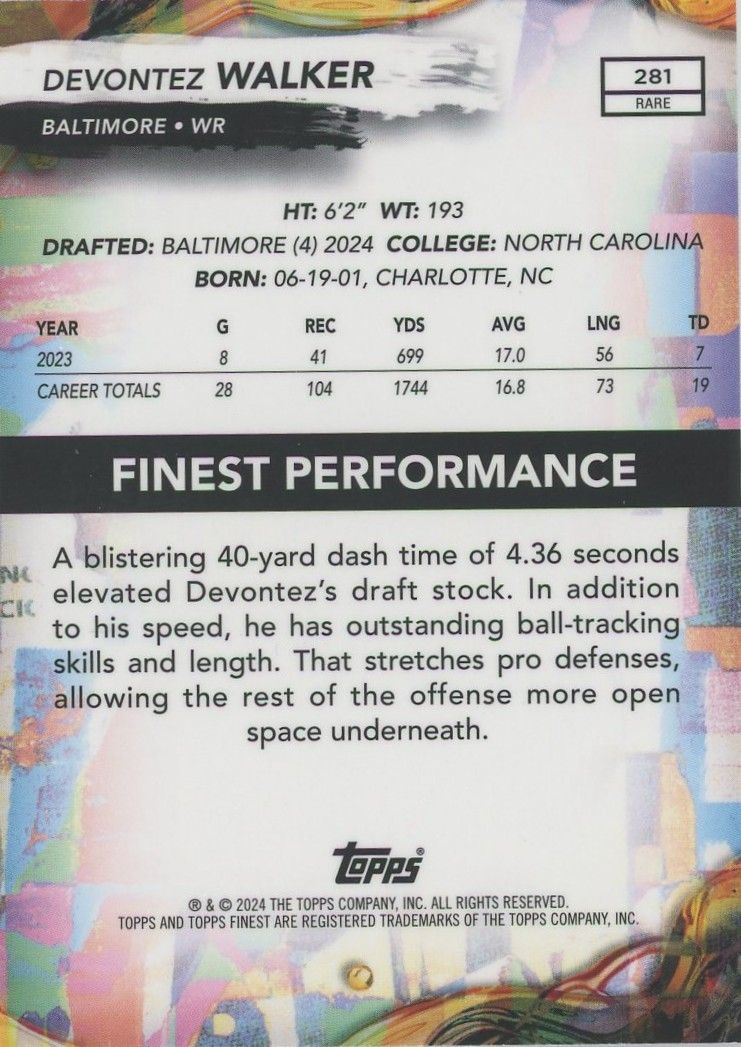 DEVONTEZ WALKER
281
RARE
BALTIMORE • WR
HT: 6'2" WT: 193
DRAFTED: BALTIMORE (4) 2024 COLLEGE: NORTH CAROLINA
BORN: 06-19-01, CHARLOTTE, NC
YEAR G REC YDS AVG LNG TD
2023 8 41 699 17.0 56 7
CAREER TOTALS 28 104 1744 16.8 73 19
FINEST PERFORMANCE
A blistering 40-yard dash time of 4.36 seconds
elevated Devontez's draft stock. In addition
to his speed, he has outstanding ball-tracking
skills and length. That stretches pro defenses,
allowing the rest of the offense more open
space underneath.
topps®
® & © 2024 THE TOPPS COMPANY, INC. ALL RIGHTS RESERVED.
TOPPS AND TOPPS FINEST ARE REGISTERED TRADEMARKS OF THE TOPPS COMPANY, INC.